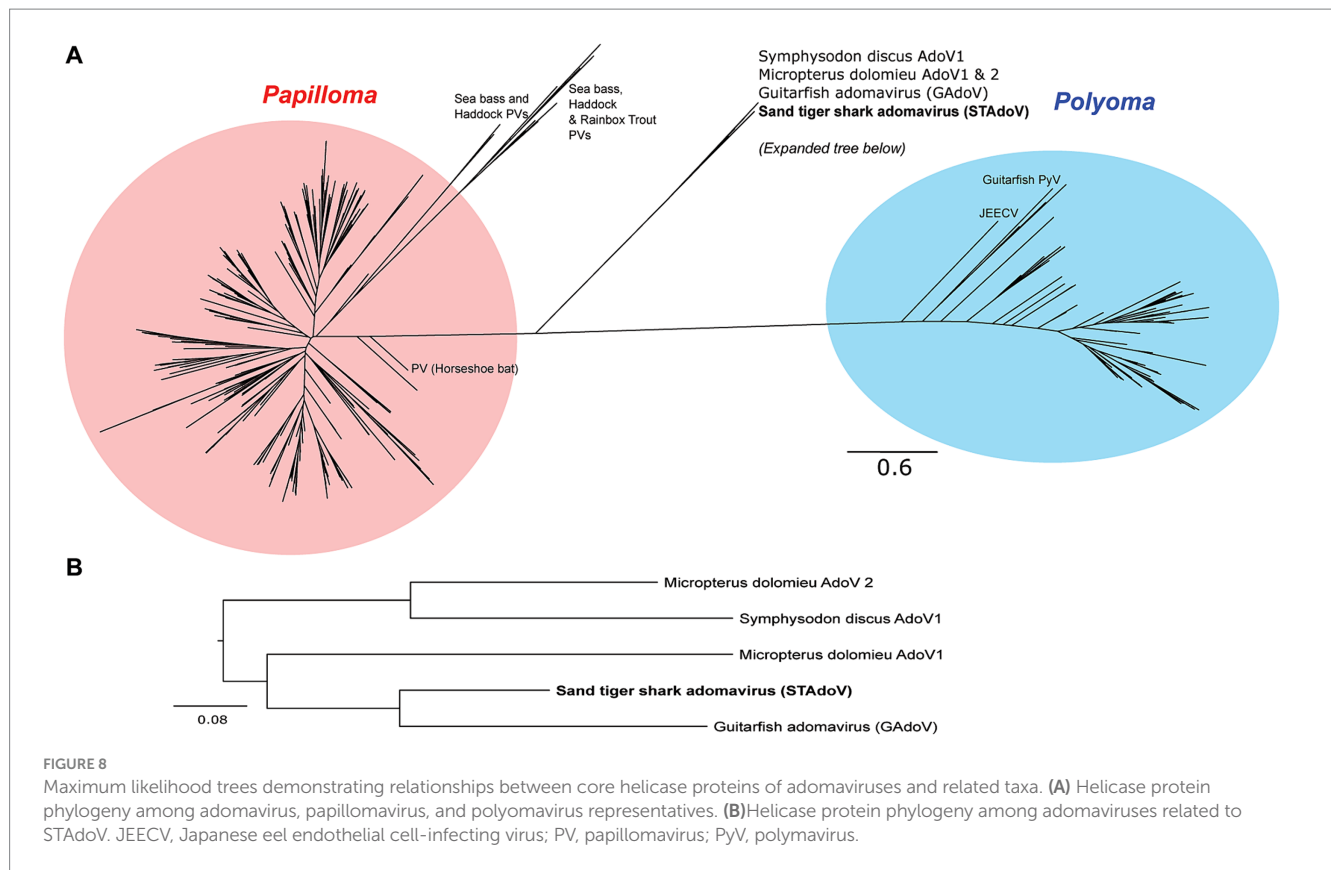 A
Papilloma
Sea bass and
Haddock PVs
Sea bass,
Haddock
& Rainbox Trout
PVs
Symphysodon discus AdoV1
Micropterus dolomieu AdoV1 & 2
Guitarfish adomavirus (GAdoV)
Sand tiger shark adomavirus (STAdoV)
(Expanded tree below)
Polyoma
Guitarfish PyV
JEECV
PV (Horseshoe bat)
0.6
B
Micropterus dolomieu AdoV 2
Symphysodon discus AdoV1
Micropterus dolomieu AdoV1
Sand tiger shark adomavirus (STAdoV)
Guitarfish adomavirus (GAdoV)
0.08
FIGURE 8
Maximum likelihood trees demonstrating relationships between core helicase proteins of adomaviruses and related taxa. (A) Helicase protein
phylogeny among adomavirus, papillomavirus, and polyomavirus representatives. (B)Helicase protein phylogeny among adomaviruses related to
STAdoV. JEECV, Japanese eel endothelial cell-infecting virus; PV, papillomavirus; PyV, polymavirus.